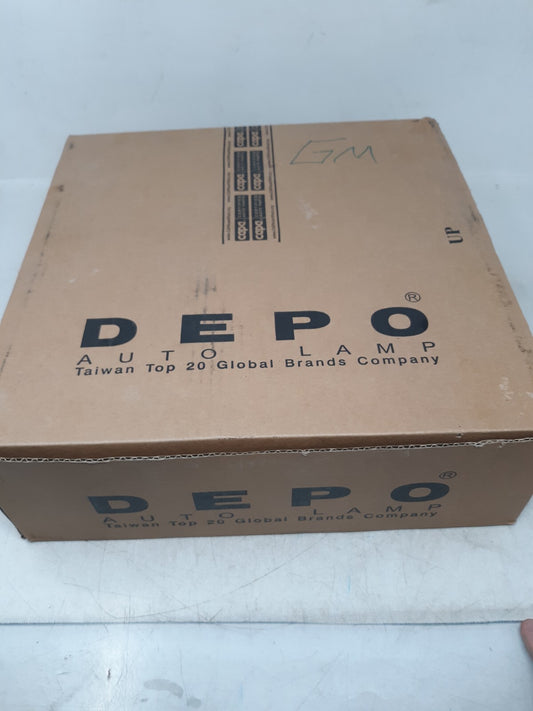 GM
UP
DEPO®
AUTO LAMP
Taiwan Top 20 Global Brands Company
DEPO®
AUTO LAMP
Taiwan Top 20 Global Brands Company